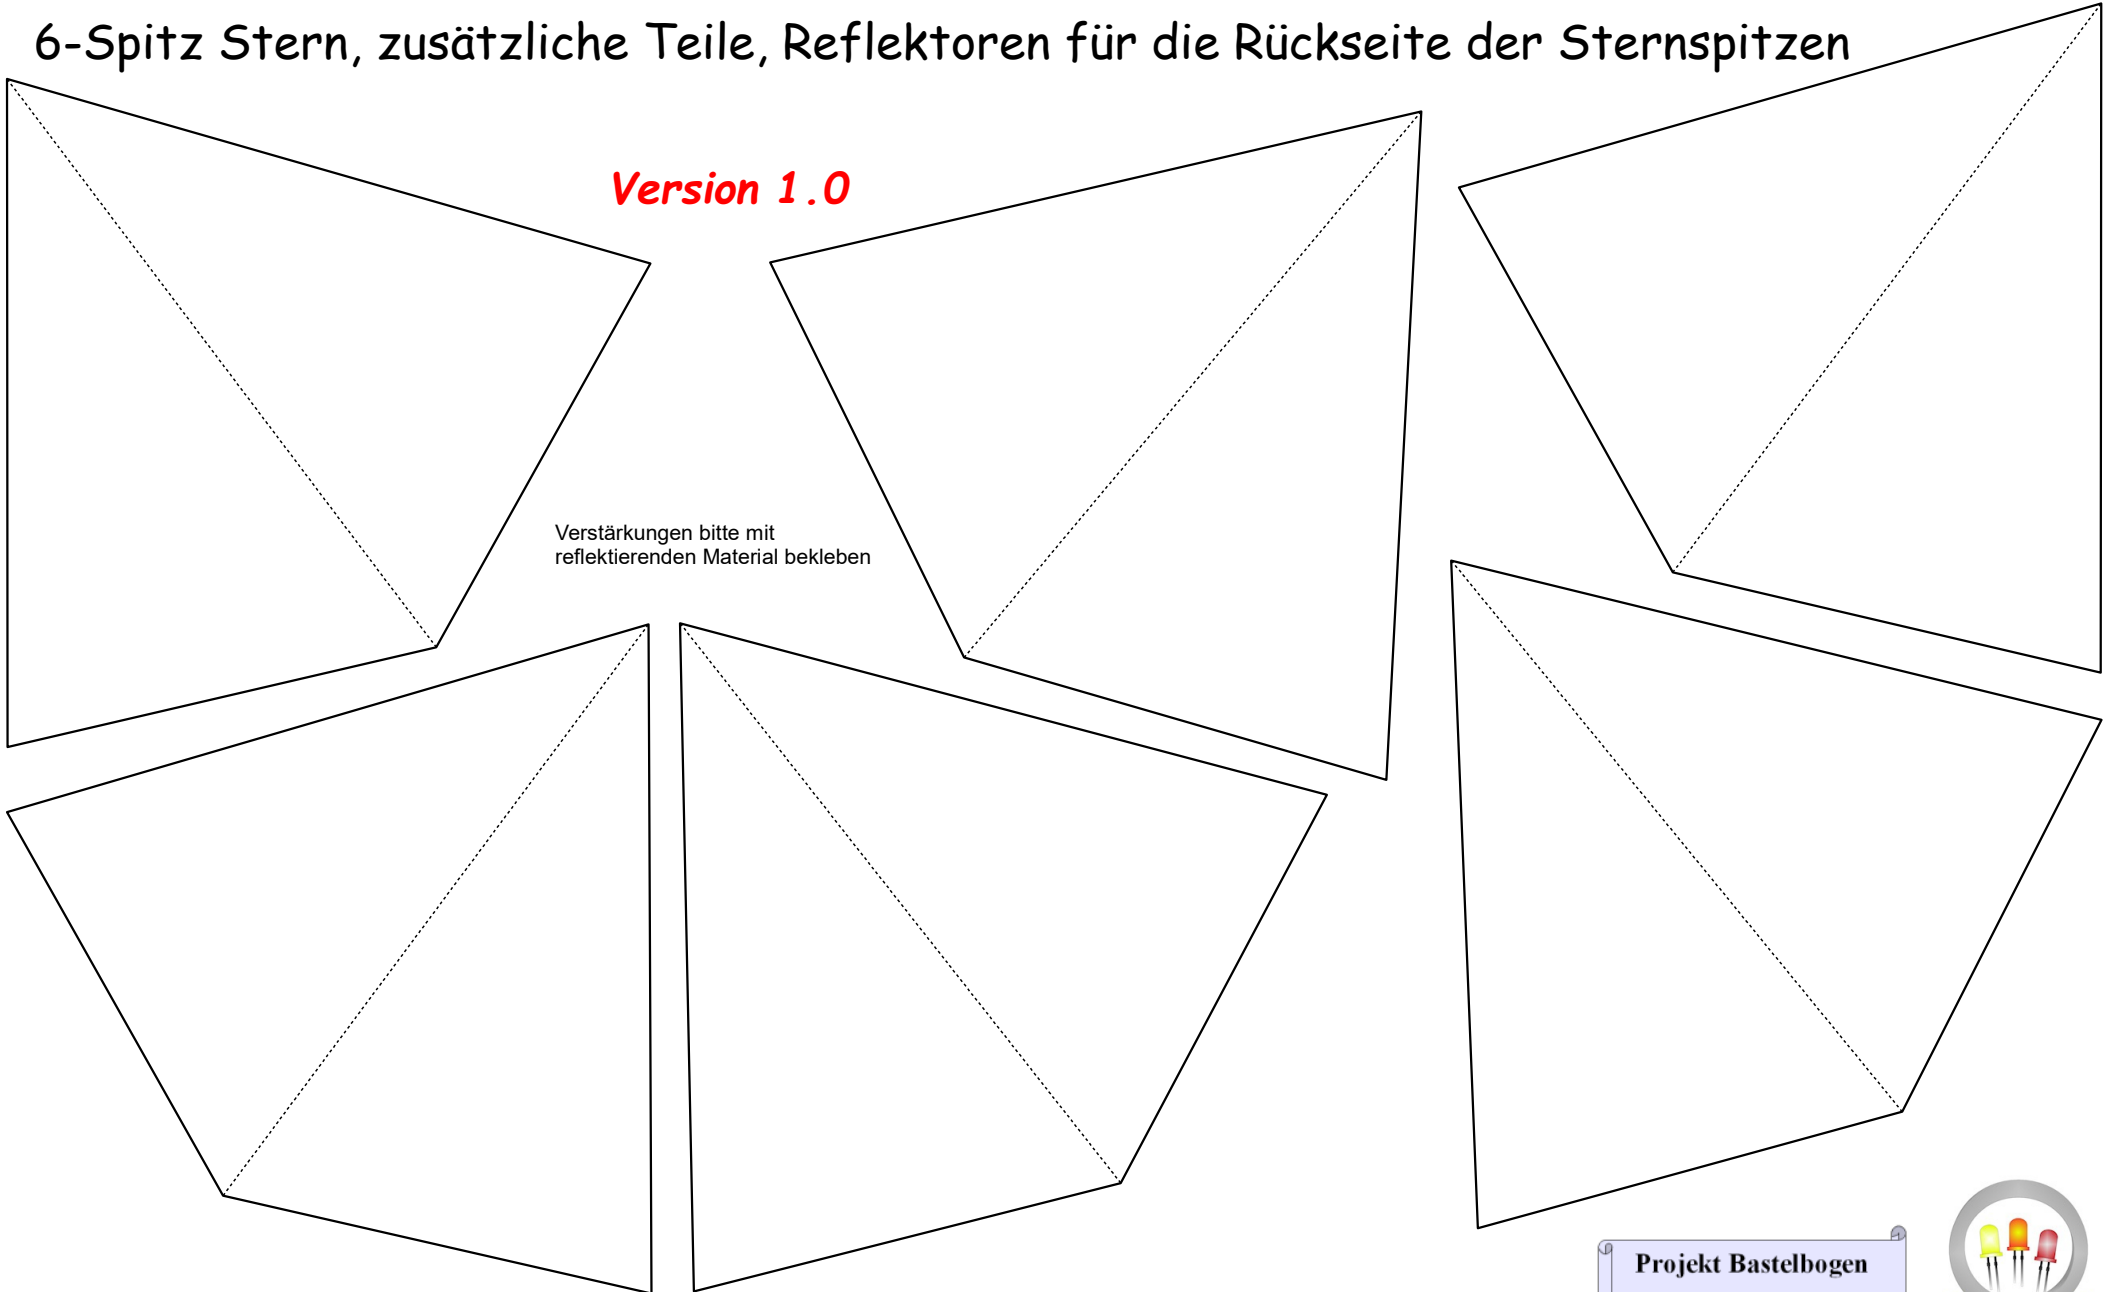 6-Spitz Stern, zusätzliche Teile, Reflektoren für die Rückseite der Sternspitzen
Version 1.0
Verstärkungen bitte mit
reflektierenden Material bekleben
Projekt Bastelbogen